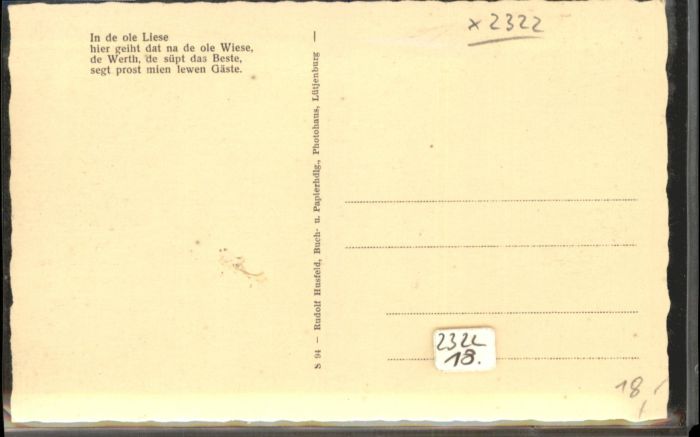 In de ole Liese
hier geiht dat na de ole Wiese,
de Werth, de süpt das Beste,
segt prost mien lewen Gäste.
S 94 — Rudolf Husfeld, Buch- u. Papierhdlg., Photohaus, Lütjenburg —
x 2322
232
18.
18,